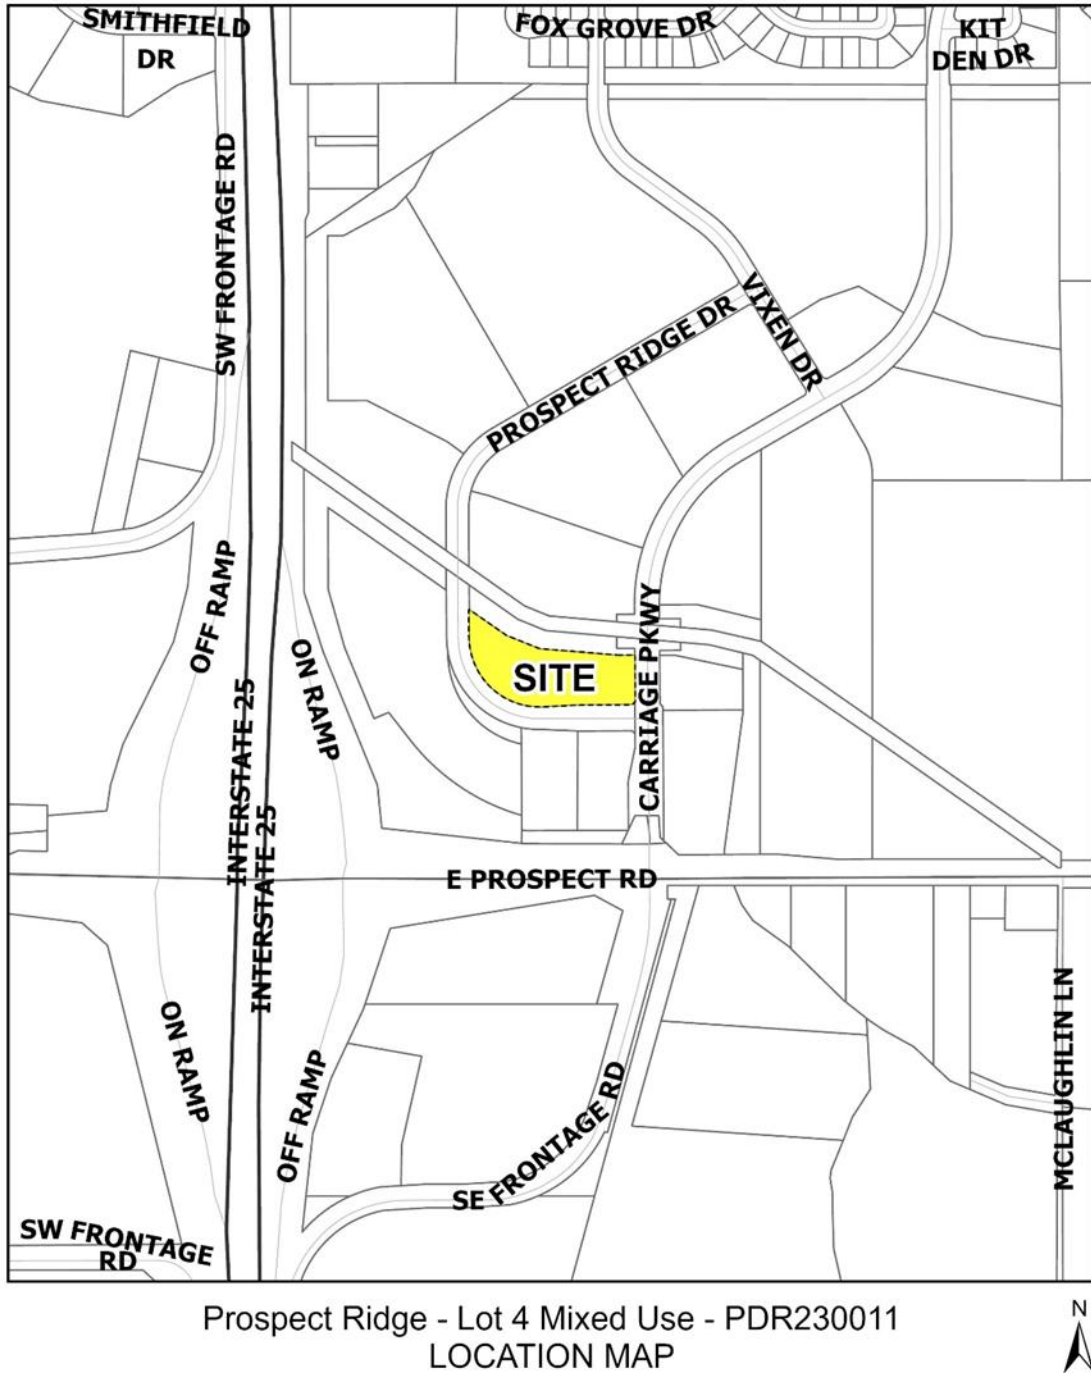 SMITHFIELD
DR
FOX GROVE DR
KIT
DEN DR
SW FRONTAGE RD
VIXEN DR
PROSPECT RIDGE DR
OFF RAMP
ON RAMP
SITE
CARRIAGE PKWY
INTERSTATE 25
INTERSTATE 25
E PROSPECT RD
ON RAMP
OFF RAMP
SE FRONTAGE RD
MCLAUGHLIN LN
SW FRONTAGE
RD
Prospect Ridge - Lot 4 Mixed Use - PDR230011
LOCATION MAP
N